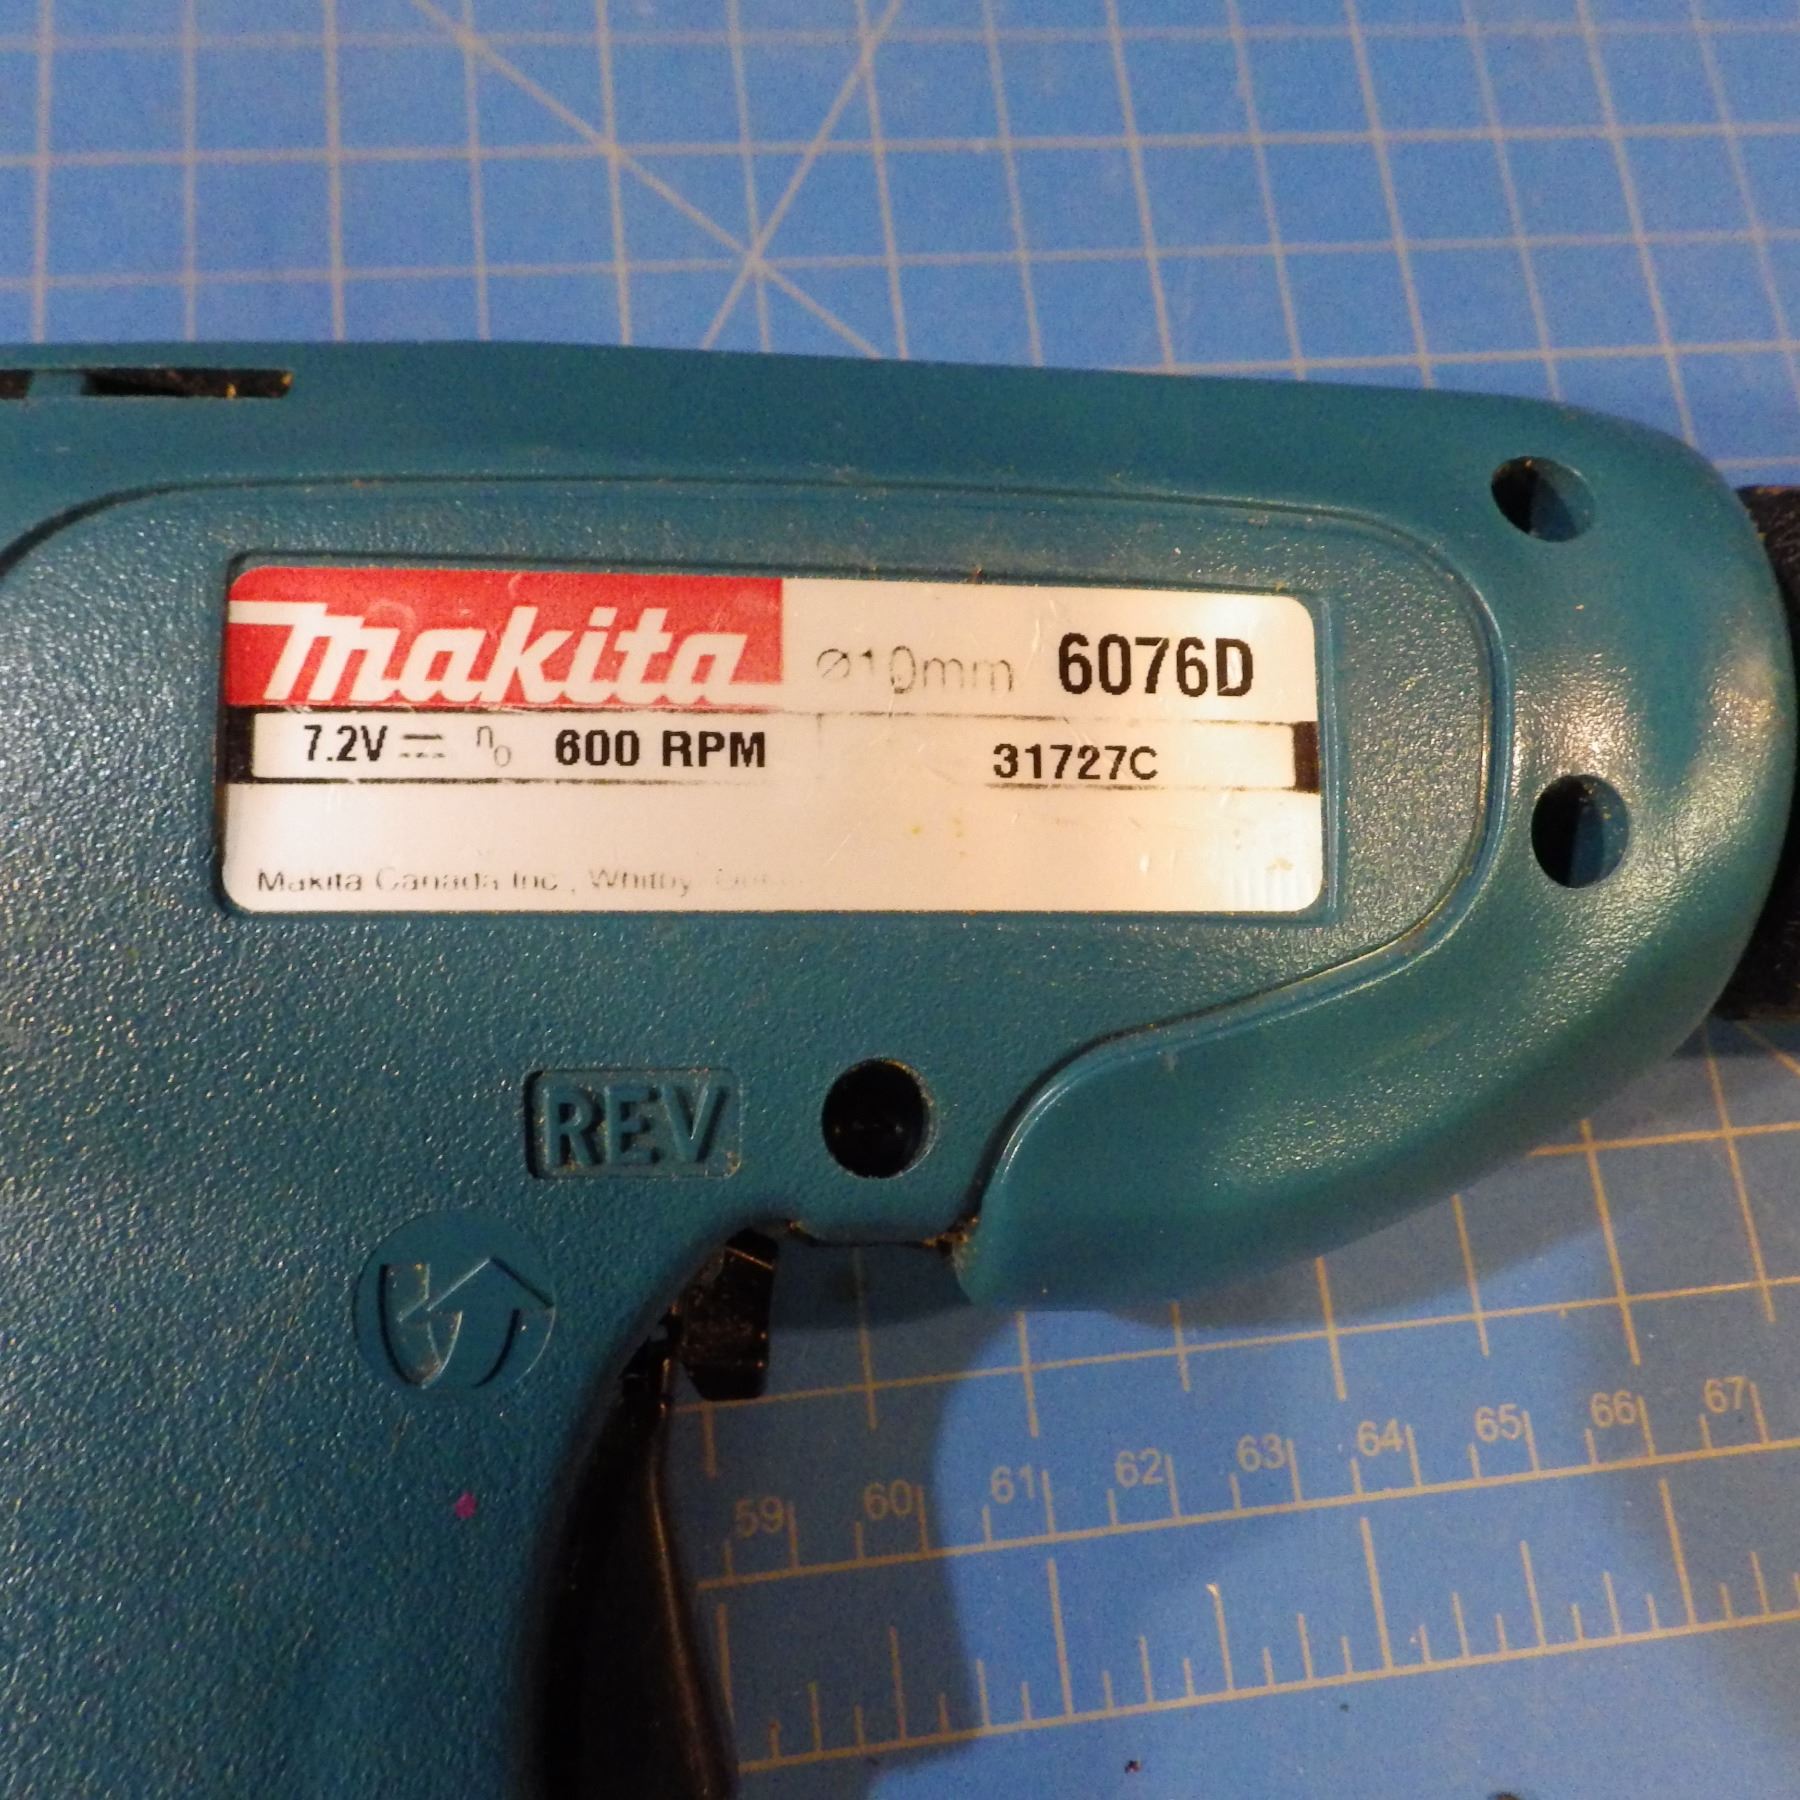 makita ⌀10mm 6076D
7.2V ⎓ n₀ 600 RPM 31727C
Makita Canada Inc., Whitby,
REV
59 60 61 62 63 64 65 66 67